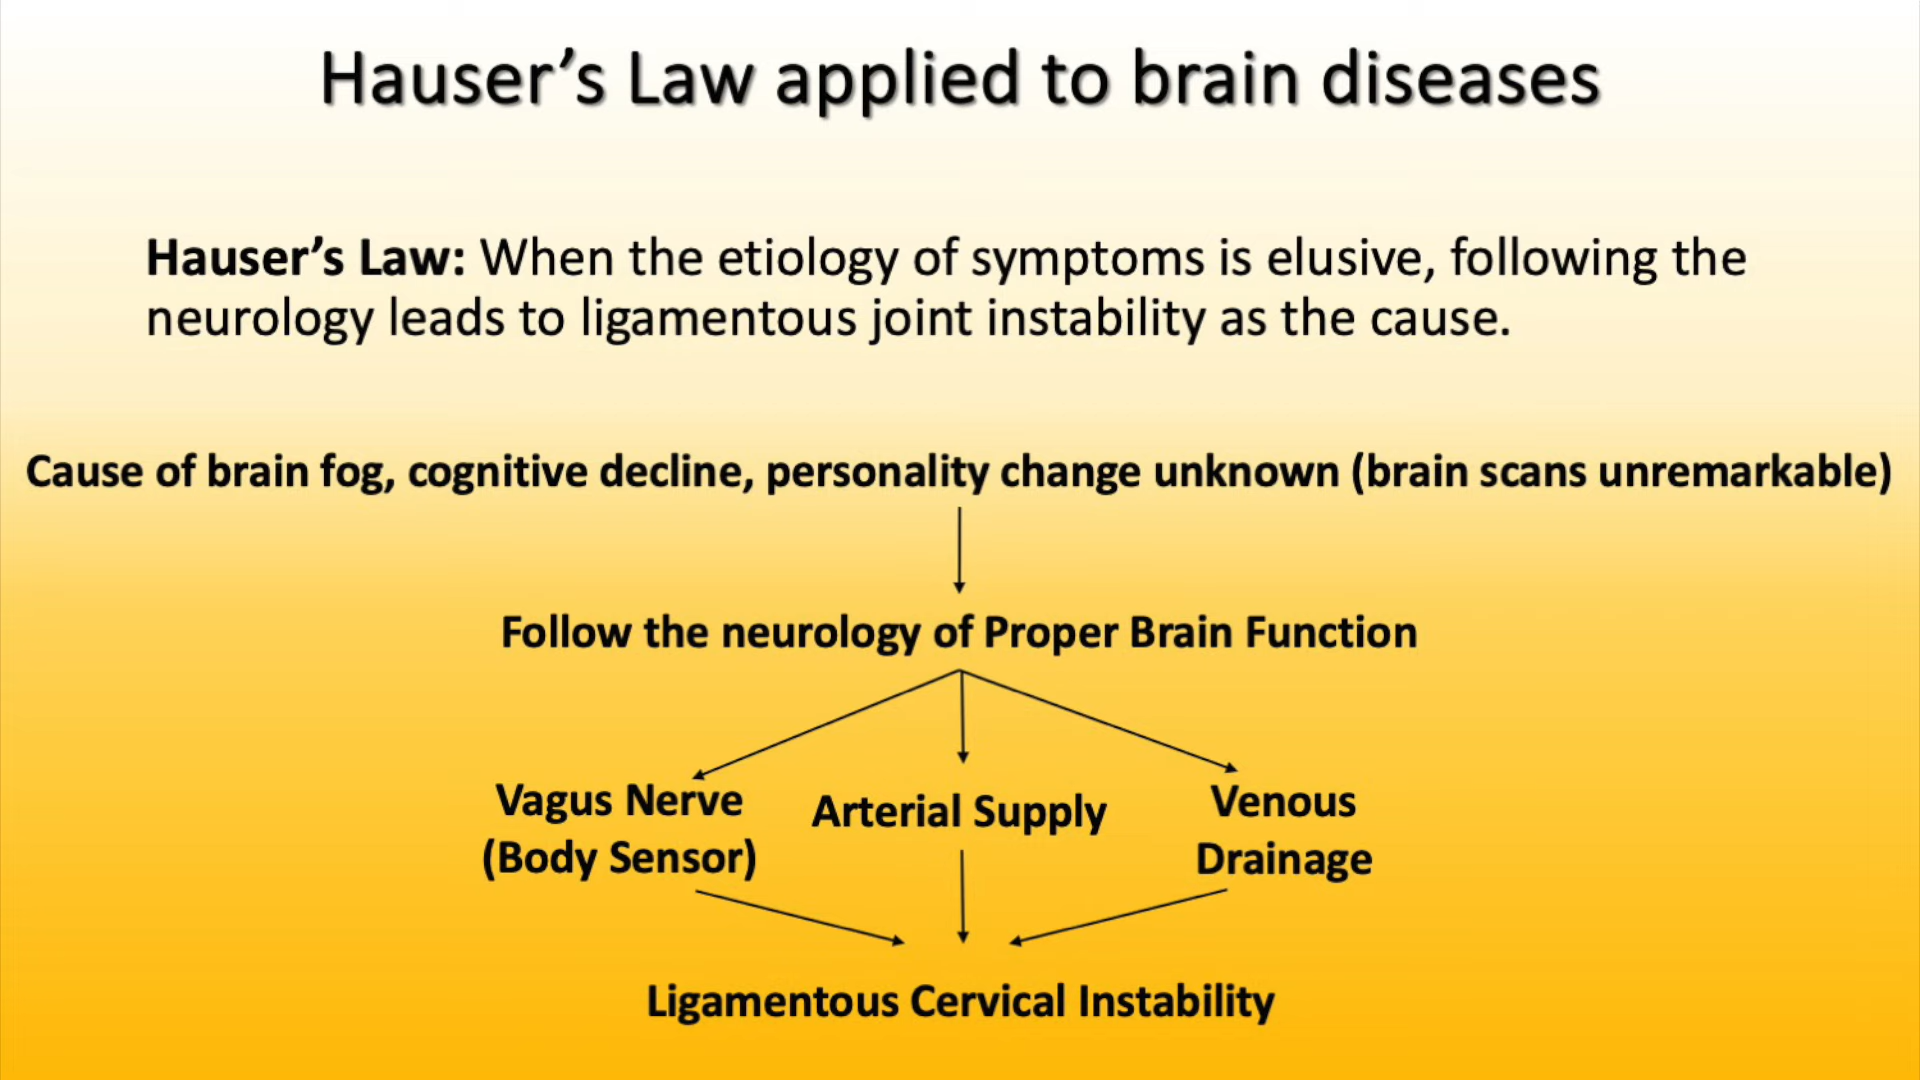 Hauser’s Law applied to brain diseases
Hauser’s Law: When the etiology of symptoms is elusive, following the
neurology leads to ligamentous joint instability as the cause.
Cause of brain fog, cognitive decline, personality change unknown (brain scans unremarkable)
Follow the neurology of Proper Brain Function
Vagus Nerve
(Body Sensor)
Arterial Supply
Venous
Drainage
Ligamentous Cervical Instability